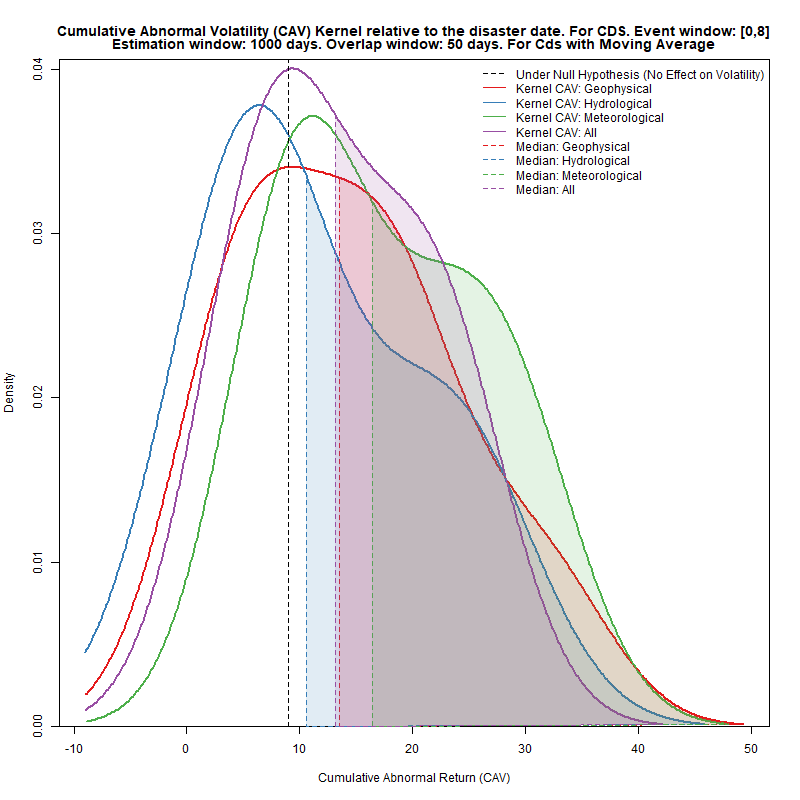 Cumulative Abnormal Volatility (CAV) Kernel relative to the disaster date. For CDS. Event window: [0,8]
Estimation window: 1000 days. Overlap window: 50 days. For Cds with Moving Average
Under Null Hypothesis (No Effect on Volatility)
Kernel CAV: Geophysical
Kernel CAV: Hydrological
Kernel CAV: Meteorological
Kernel CAV: All
Median: Geophysical
Median: Hydrological
Median: Meteorological
Median: All
0.04
0.03
0.02
0.01
0.00
Density
-10 0 10 20 30 40 50
Cumulative Abnormal Return (CAV)